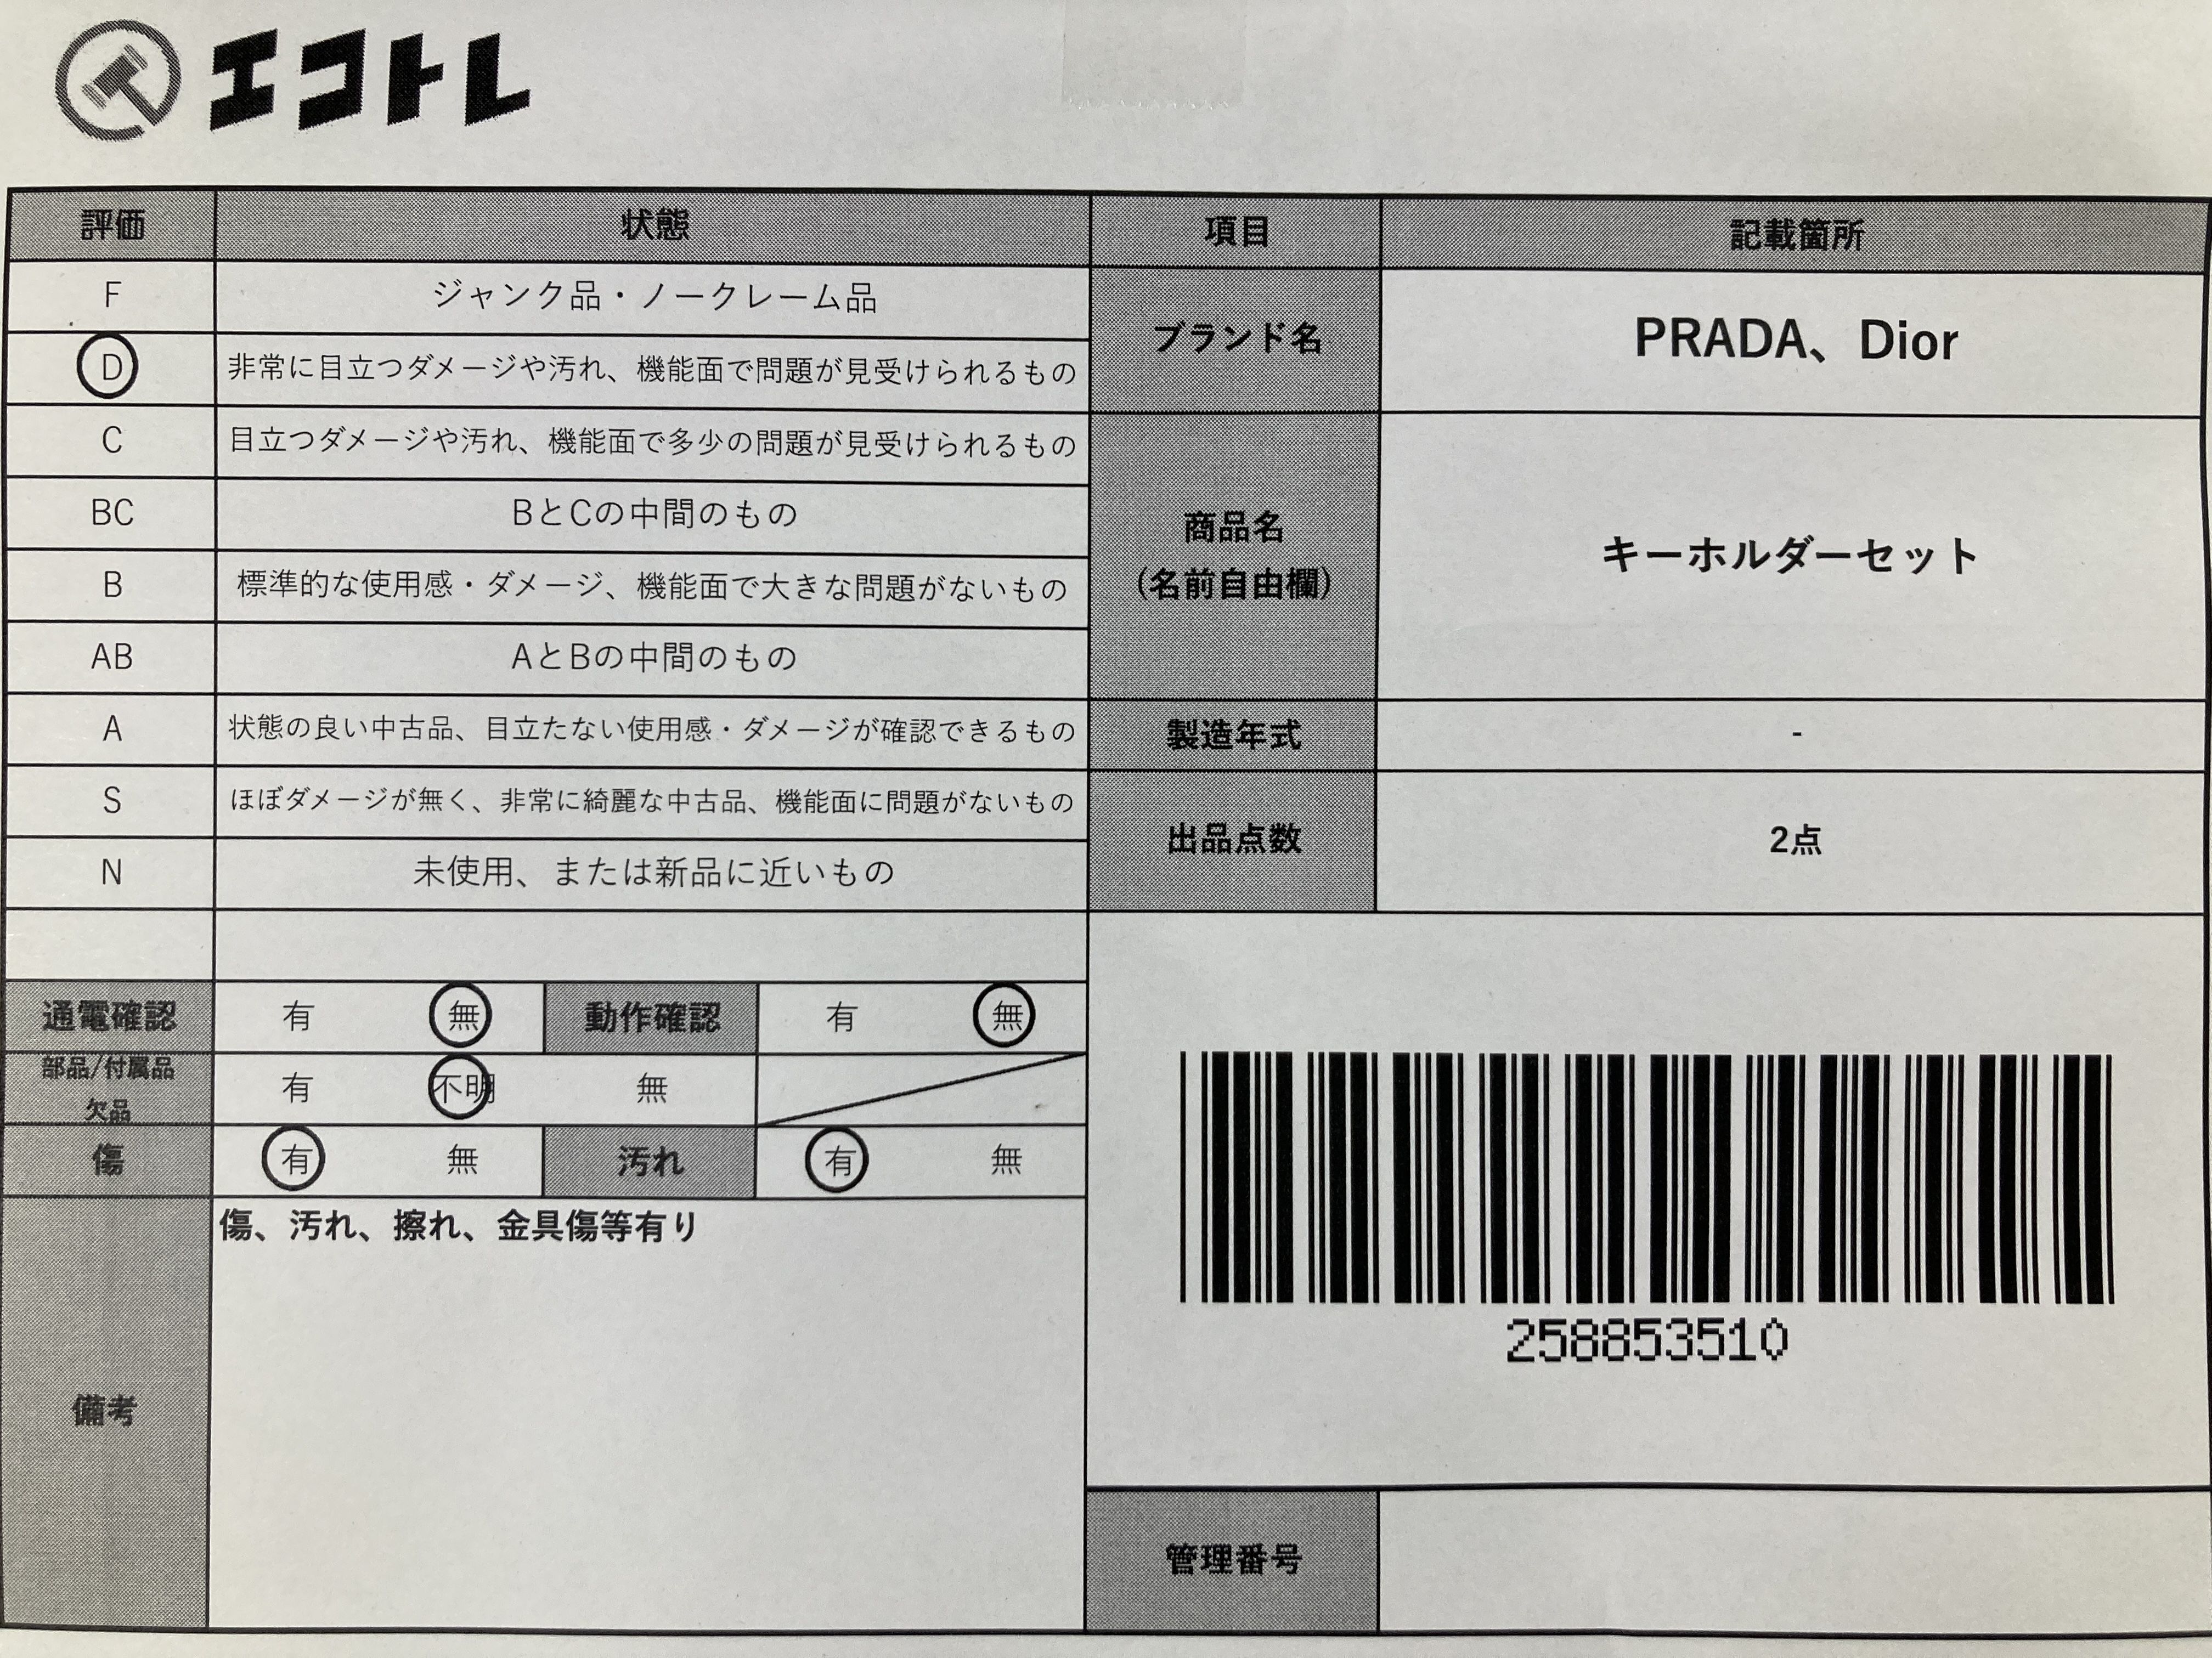 エコトレ
評価 状態 項目 記載箇所
F ジャンク品・ノークレーム品
D 非常に目立つダメージや汚れ、機能面で問題が見受けられるもの
ブランド名 PRADA、Dior
C 目立つダメージや汚れ、機能面で多少の問題が見受けられるもの
BC BとCの中間のもの
B 標準的な使用感・ダメージ、機能面で大きな問題がないもの
商品名
(名前自由欄)
キーホルダーセット
AB AとBの中間のもの
A 状態の良い中古品、目立たない使用感・ダメージが確認できるもの
製造年式 -
S ほぼダメージが無く、非常に綺麗な中古品、機能面に問題がないもの
出品点数 2点
N 未使用、または新品に近いもの
通電確認 有 無 動作確認 有 無
部品/付属品
欠品
有 不明 無
傷 有 無 汚れ 有 無
備考
傷、汚れ、擦れ、金具傷等有り
258853510
管理番号